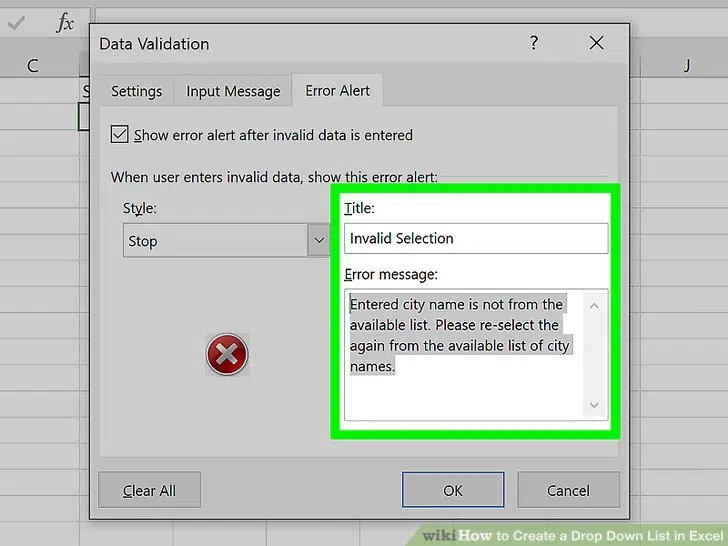 fx
Data Validation ?
C
J
S
Settings Input Message Error Alert
Show error alert after invalid data is entered
When user enters invalid data, show this error alert:
Style:
Stop
Title:
Invalid Selection
Error message:
Entered city name is not from the
available list. Please re-select the
again from the available list of city
names.
Clear All OK Cancel
wikiHow to Create a Drop Down List in Excel